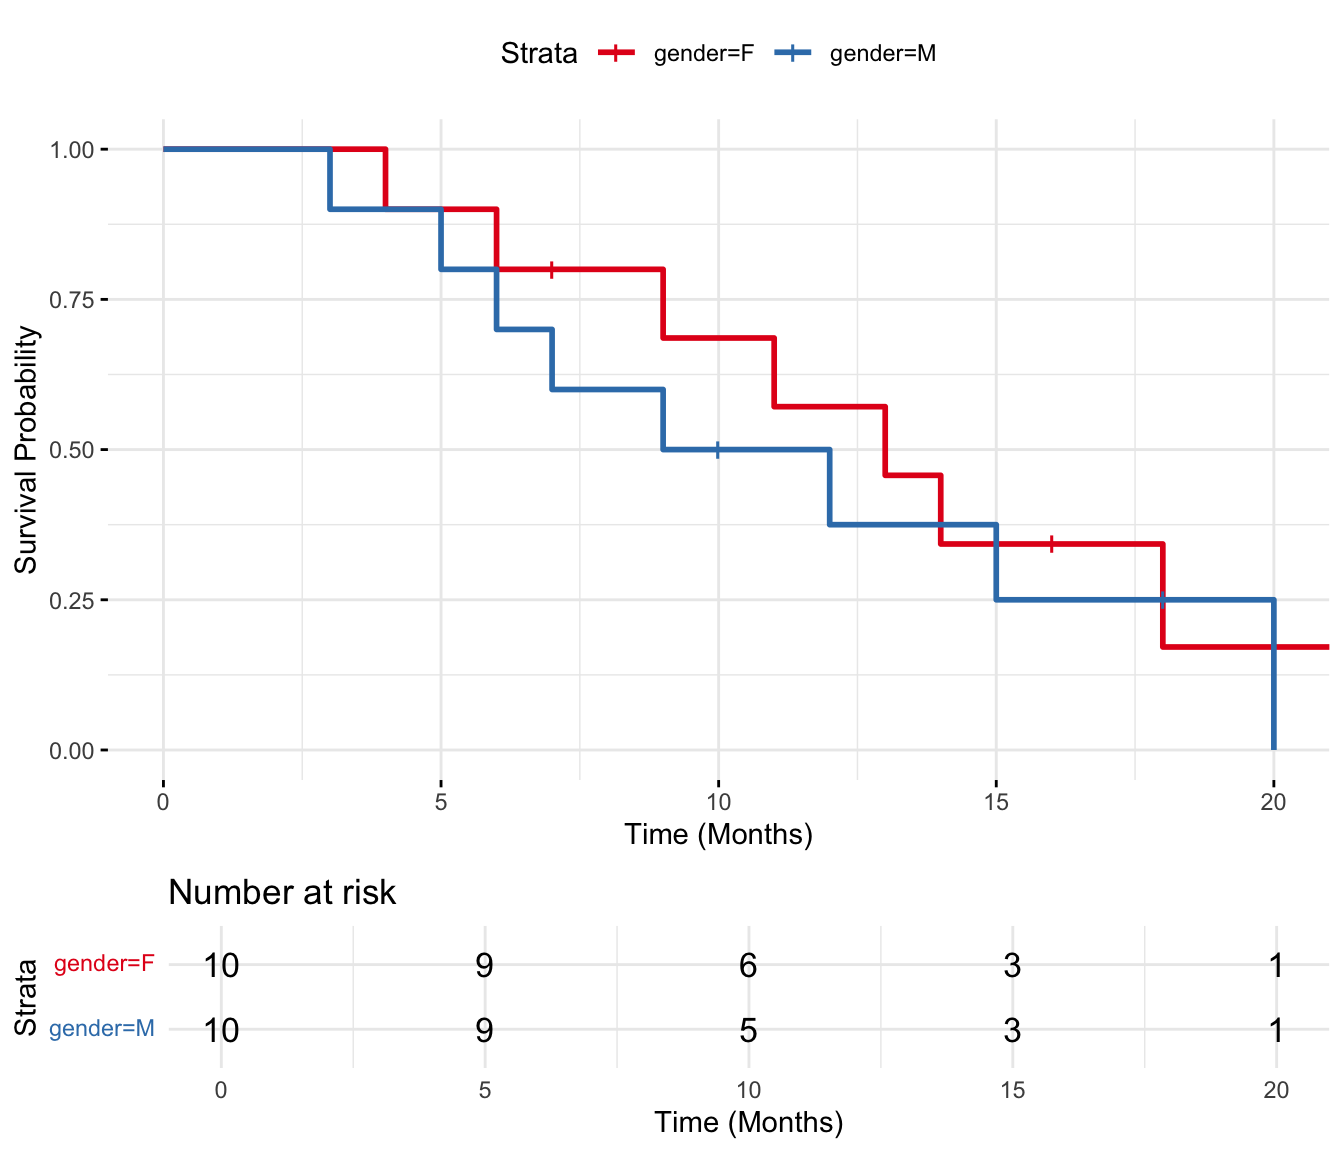 Strata gender=F gender=M
1.00
0.75
0.50
0.25
0.00
Survival Probability
0 5 10 15 20
Time (Months)
Number at risk
Strata
gender=F 10 9 6 3 1
gender=M 10 9 5 3 1
0 5 10 15 20
Time (Months)